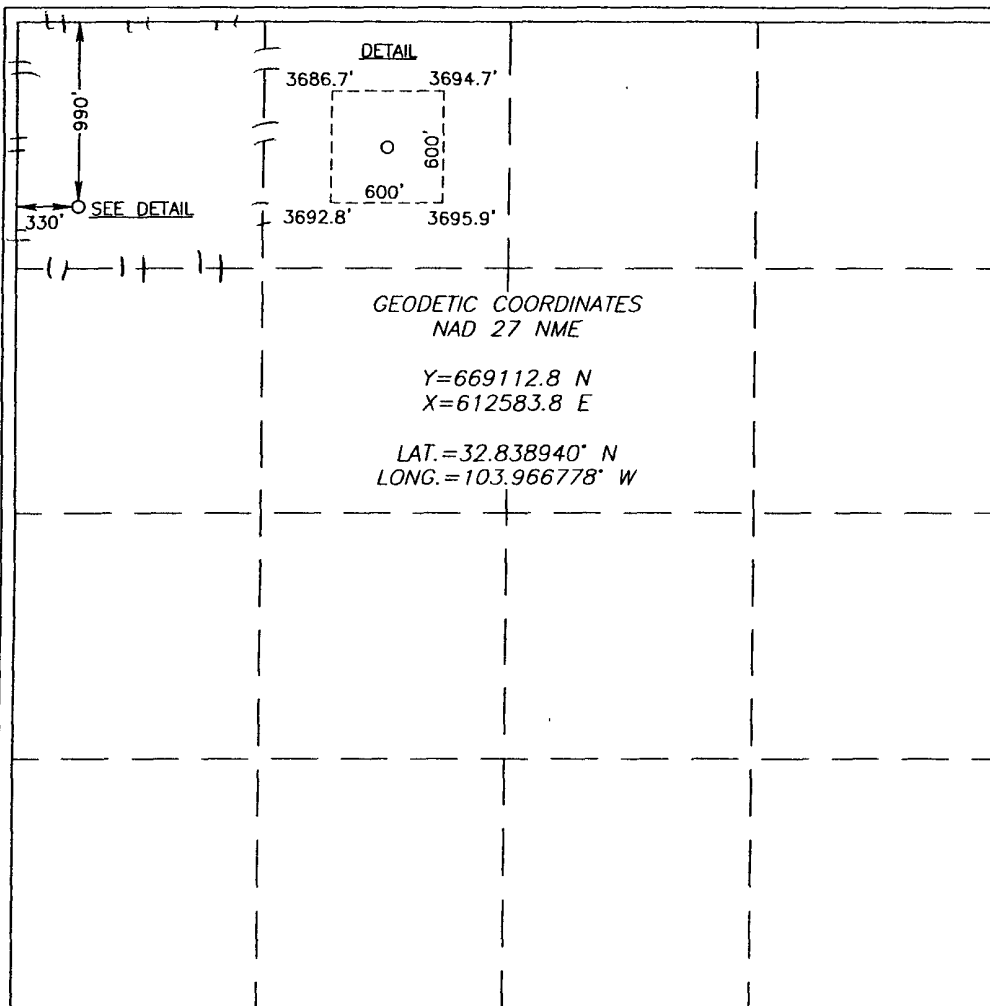 DETAIL
3686.7' 3694.7'
990'
600'
600'
SEE DETAIL
330'
3692.8' 3695.9'
GEODETIC COORDINATES
NAD 27 NME
Y=669112.8 N
X=612583.8 E
LAT.=32.838940° N
LONG.=103.966778° W